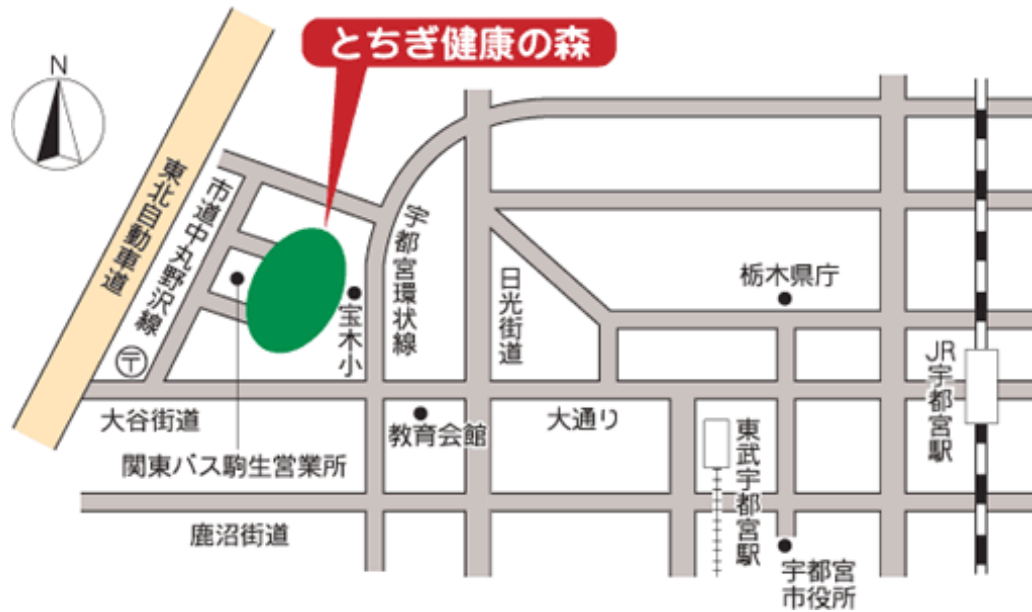 とちぎ健康の森
N
東北自動車道
市道中丸野沢線
〒
宝木小
宇都宮環状線
日光街道
栃木県庁
JR宇都宮駅
大谷街道
教育会館
大通り
東武宇都宮駅
関東バス駒生営業所
鹿沼街道
宇都宮
市役所